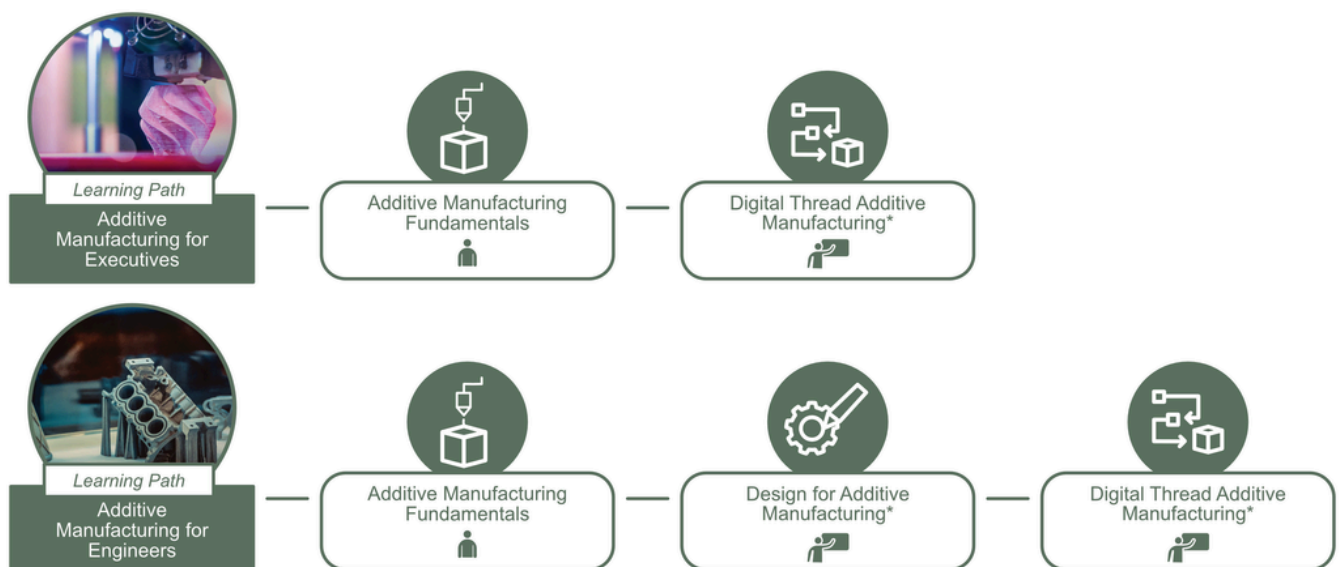 Learning Path
Additive
Manufacturing for
Executives
Additive Manufacturing
Fundamentals
Digital Thread Additive
Manufacturing*
Learning Path
Additive
Manufacturing for
Engineers
Additive Manufacturing
Fundamentals
Design for Additive
Manufacturing*
Digital Thread Additive
Manufacturing*